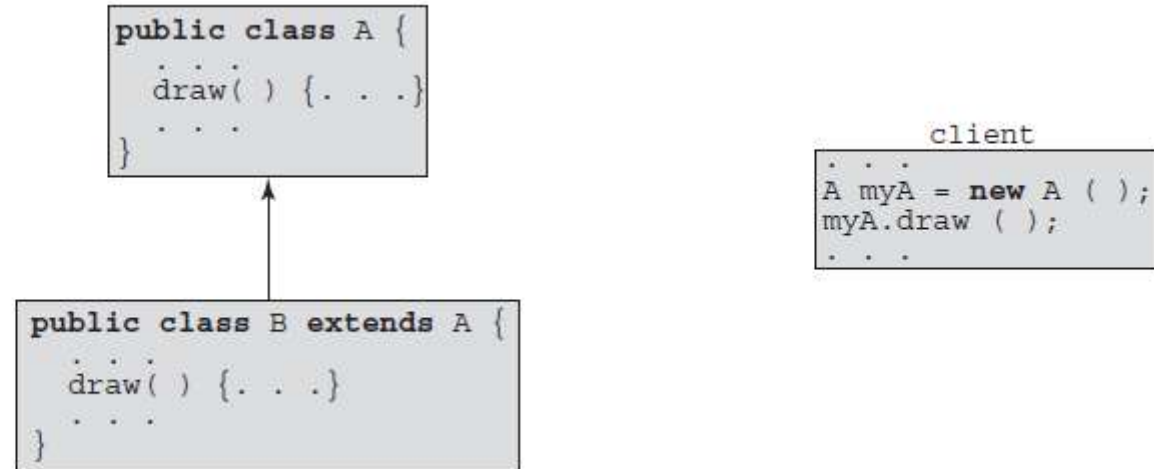 public class A {
. . .
draw( ) {. . .}
. . .
}
client
. . .
A myA = new A ( );
myA.draw ( );
. . .
public class B extends A {
. . .
draw( ) {. . .}
. . .
}